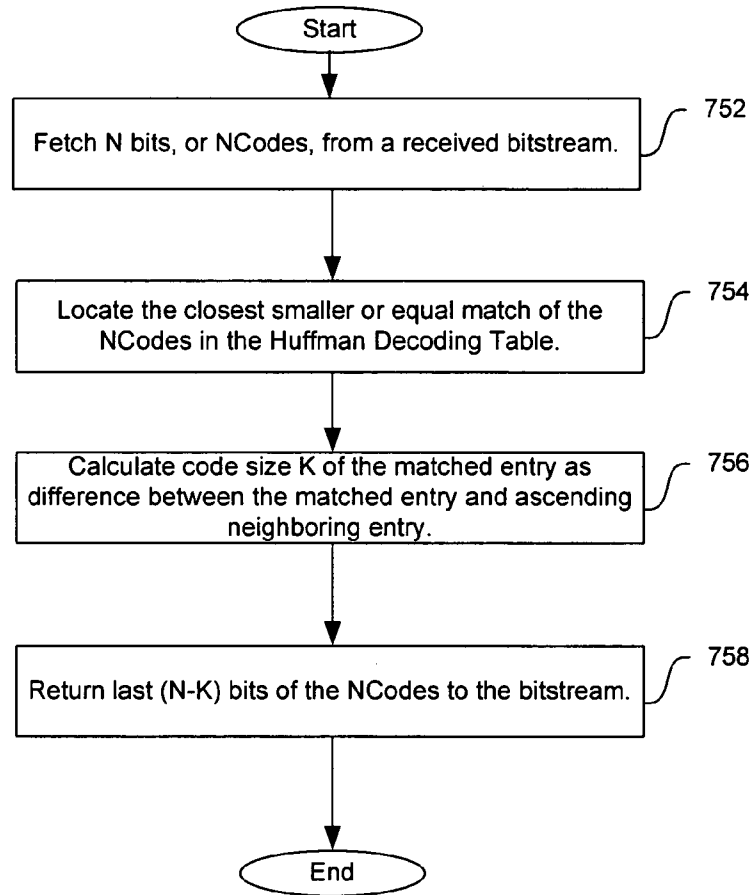 Start
752
Fetch N bits, or NCodes, from a received bitstream.
754
Locate the closest smaller or equal match of the
NCodes in the Huffman Decoding Table.
756
Calculate code size K of the matched entry as
difference between the matched entry and ascending
neighboring entry.
758
Return last (N-K) bits of the NCodes to the bitstream.
End